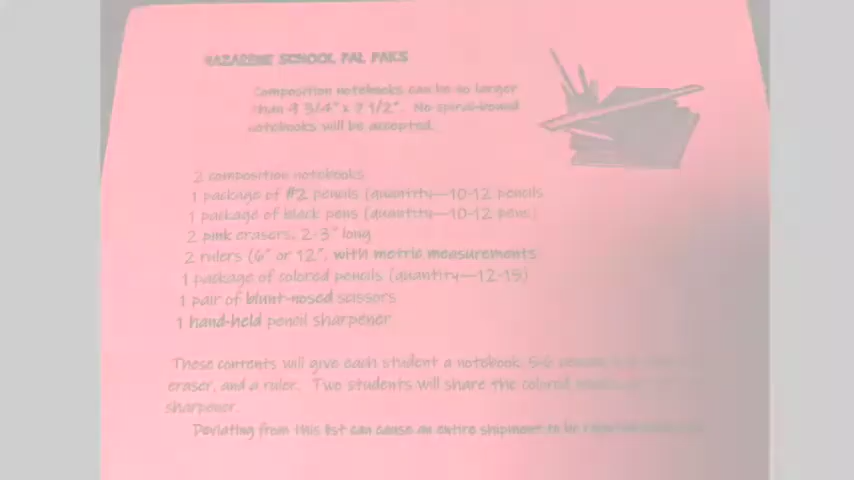 NAZARENE SCHOOL PAL PAKS
Composition notebooks can be no larger
than 9 3/4" x 7 1/2". No spiral-bound
notebooks will be accepted.
2 composition notebooks
1 package of #2 pencils (quantity—10-12 pencils
1 package of black pens (quantity—10-12 pens)
2 pink erasers, 2-3" long
2 rulers (6" or 12", with metric measurements
1 package of colored pencils (quantity—12-15)
1 pair of blunt-nosed scissors
1 hand-held pencil sharpener
These contents will give each student a notebook, 5-6
eraser, and a ruler. Two students will share the colored
sharpener.
Deviating from this list can cause an entire shipment to be